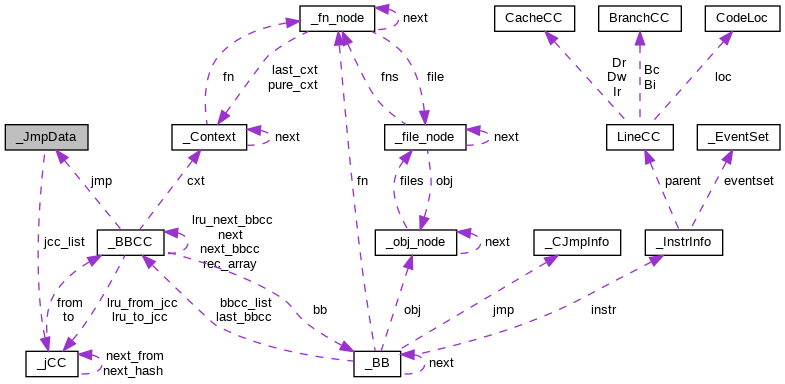 _fn_node
next
CacheCC
BranchCC
CodeLoc
fn
last_cxt
pure_cxt
fns
file
Dr
Dw
Ir
Bc
Bi
loc
_JmpData
_Context
next
_file_node
next
LineCC
_EventSet
jmp
cxt
fn
files
obj
parent
eventset
jcc_list
_BBCC
lru_next_bbcc
next
next_bbcc
rec_array
_obj_node
next
_CJmpInfo
_InstrInfo
from
to
lru_from_jcc
lru_to_jcc
bb
bbcc_list
last_bbcc
obj
jmp
instr
_jCC
next_from
next_hash
_BB
next